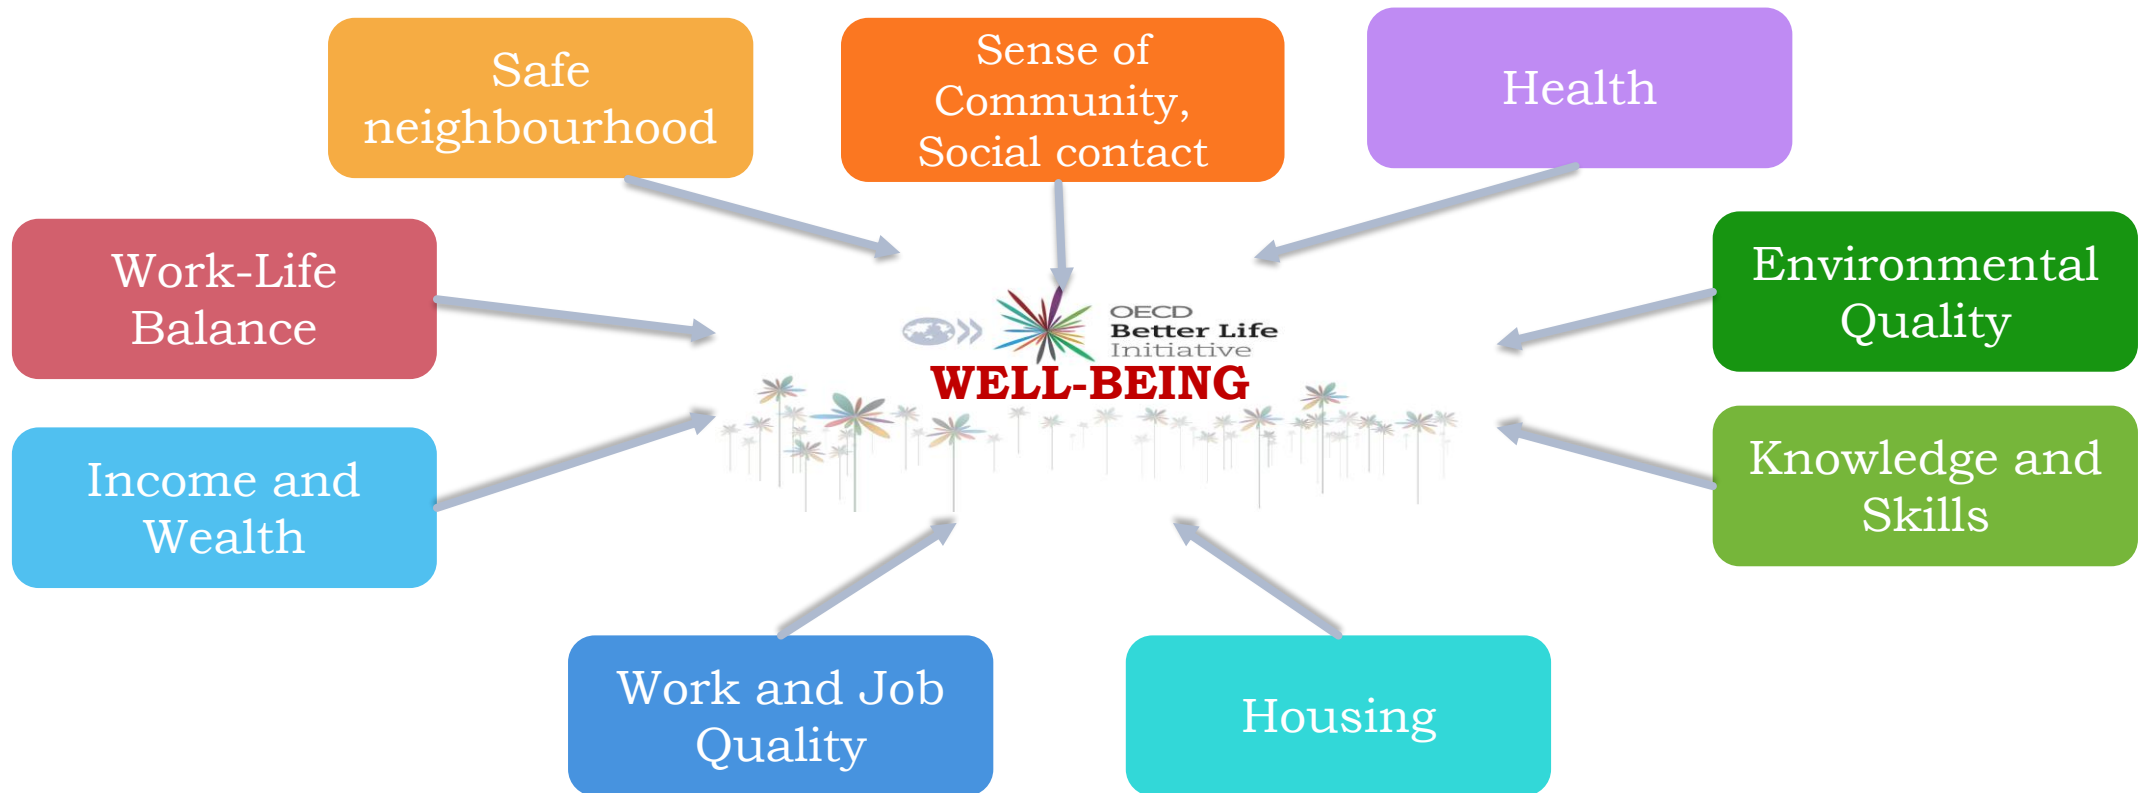 Safe
neighbourhood
Sense of
Community,
Social contact
Health
Work-Life
Balance
Environmental
Quality
OECD
Better Life
Initiative
WELL-BEING
Income and
Wealth
Knowledge and
Skills
Work and Job
Quality
Housing